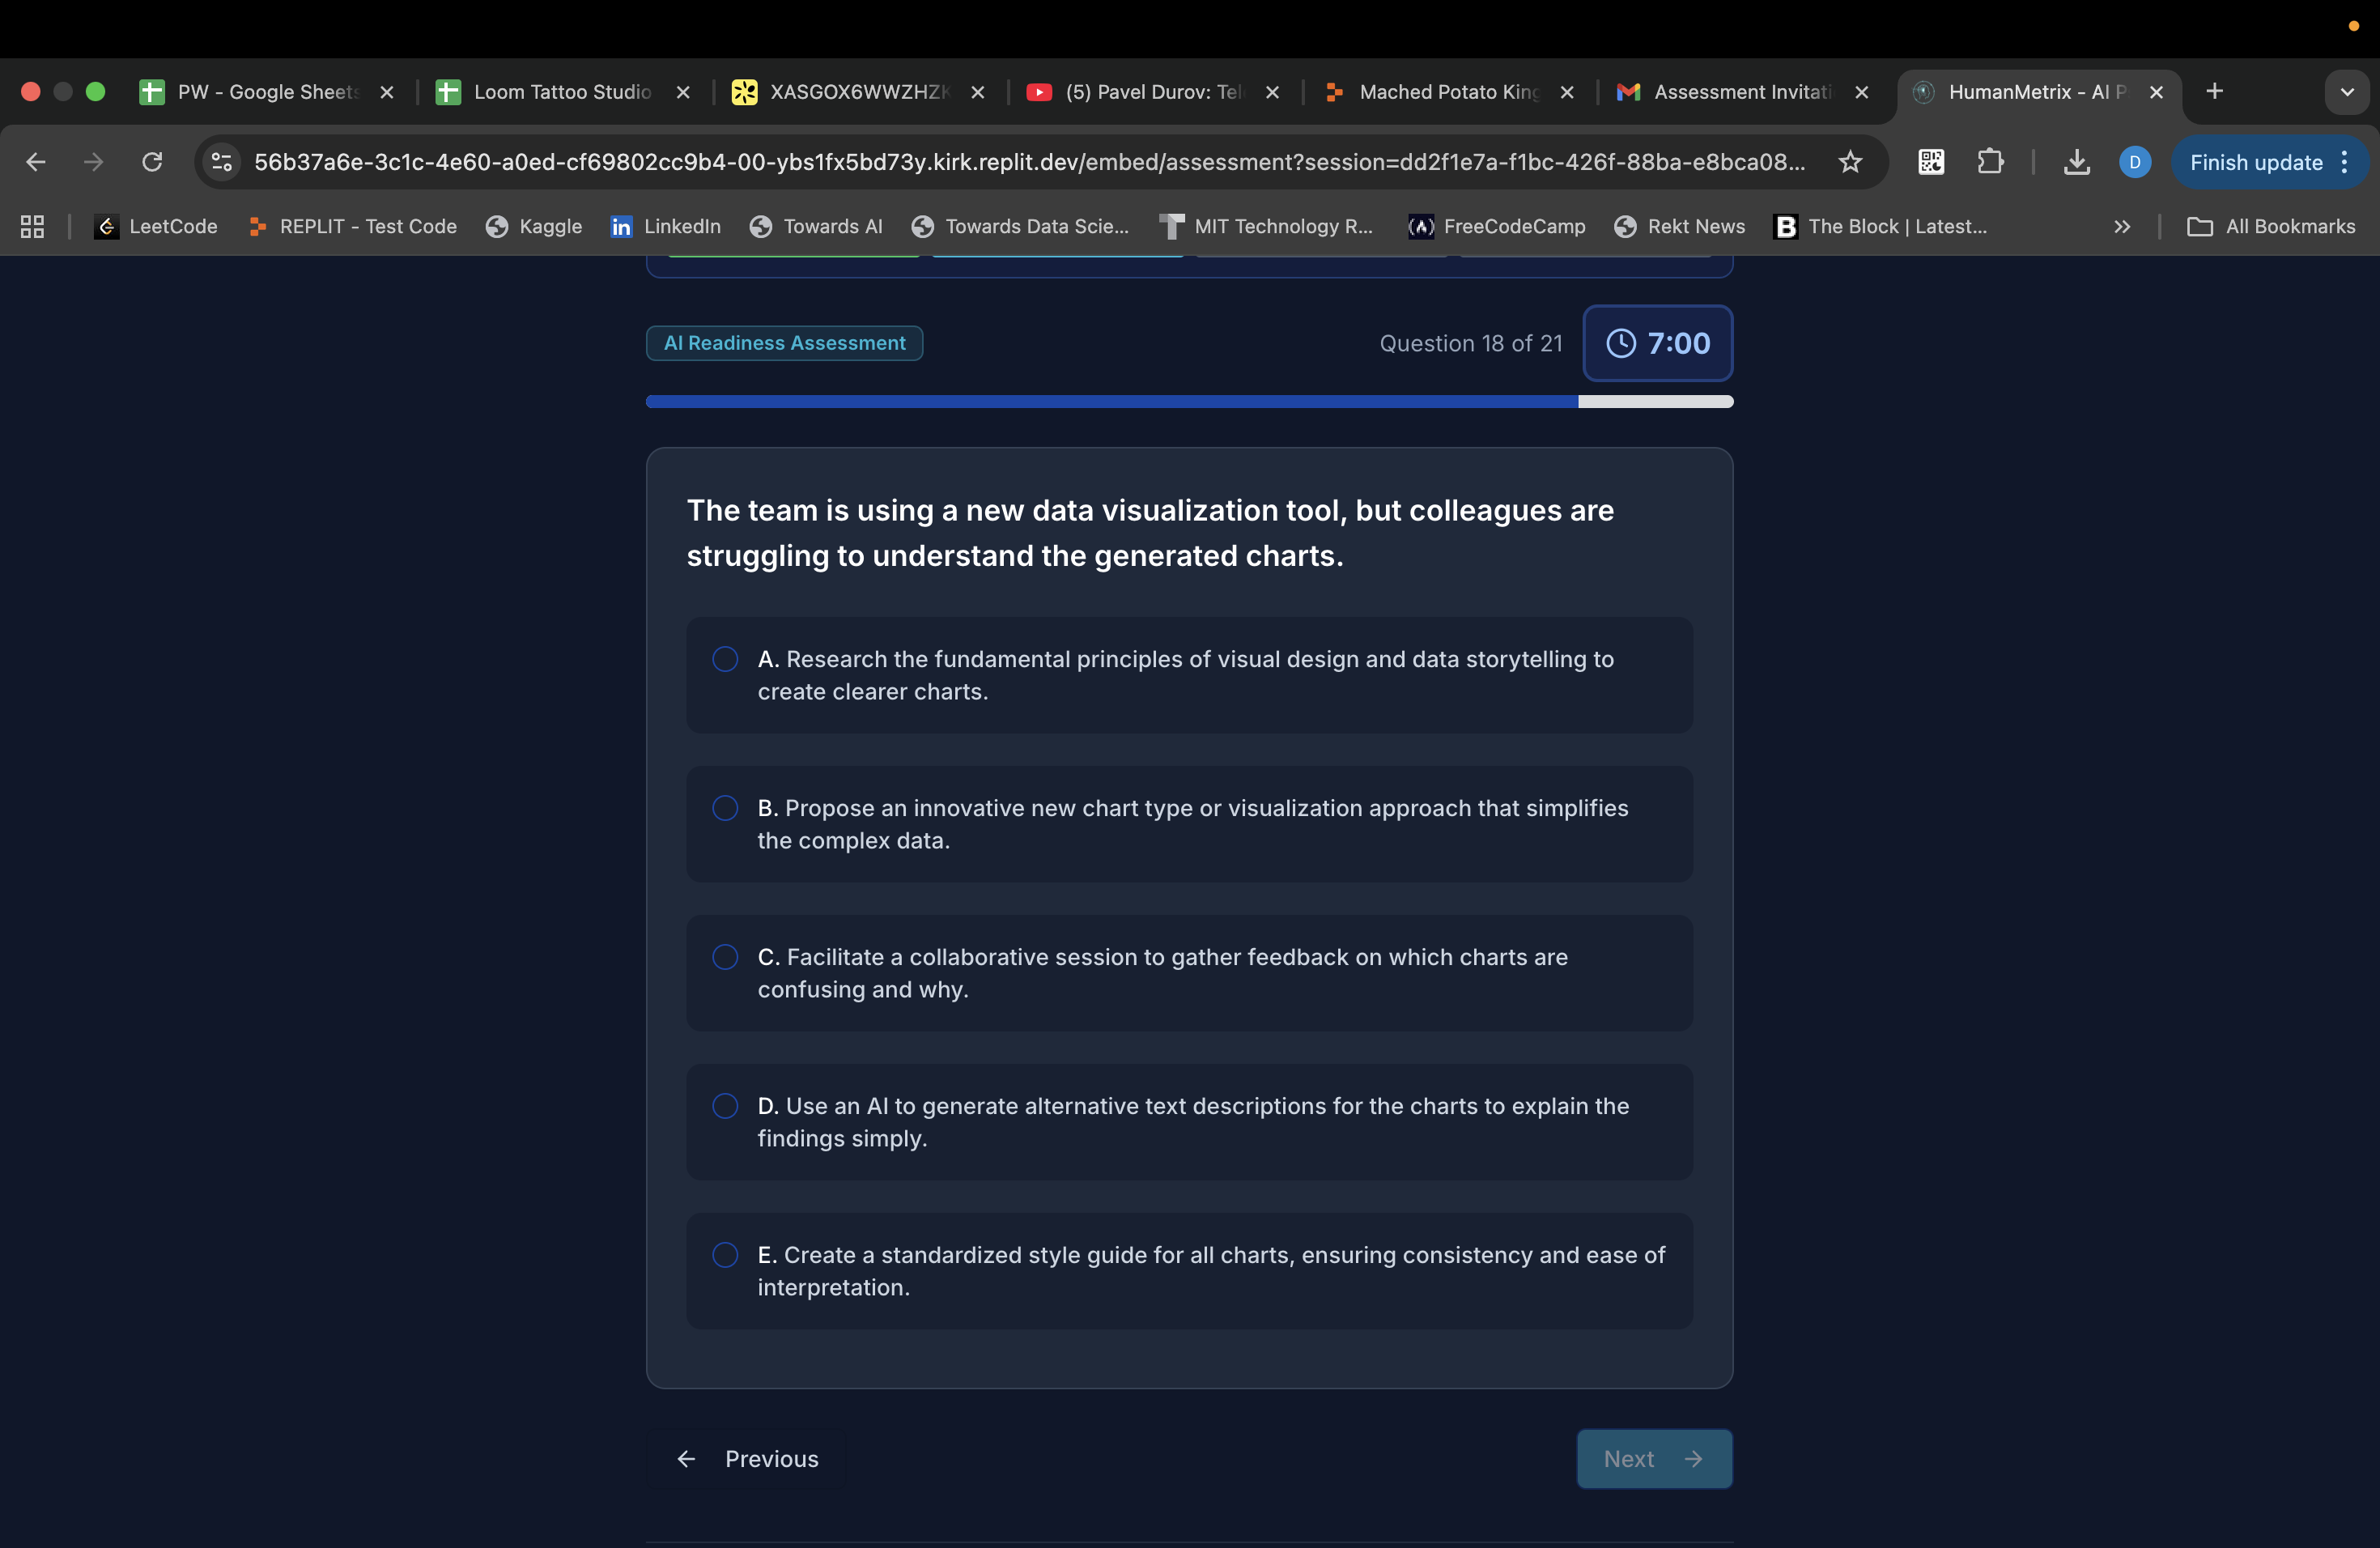 PW - Google Sheets
Loom Tattoo Studio
XASGOX6WWZHZK
(5) Pavel Durov: Tel
Mached Potato King
Assessment Invitati
HumanMetrix - AI P
56b37a6e-3c1c-4e60-a0ed-cf69802cc9b4-00-ybs1fx5bd73y.kirk.replit.dev/embed/assessment?session=dd2f1e7a-f1bc-426f-88ba-e8bca08...
D
Finish update
LeetCode
REPLIT - Test Code
Kaggle
LinkedIn
Towards AI
Towards Data Scie...
MIT Technology R...
FreeCodeCamp
Rekt News
The Block | Latest...
All Bookmarks
AI Readiness Assessment
Question 18 of 21
7:00
The team is using a new data visualization tool, but colleagues are
struggling to understand the generated charts.
A. Research the fundamental principles of visual design and data storytelling to
create clearer charts.
B. Propose an innovative new chart type or visualization approach that simplifies
the complex data.
C. Facilitate a collaborative session to gather feedback on which charts are
confusing and why.
D. Use an AI to generate alternative text descriptions for the charts to explain the
findings simply.
E. Create a standardized style guide for all charts, ensuring consistency and ease of
interpretation.
Previous
Next